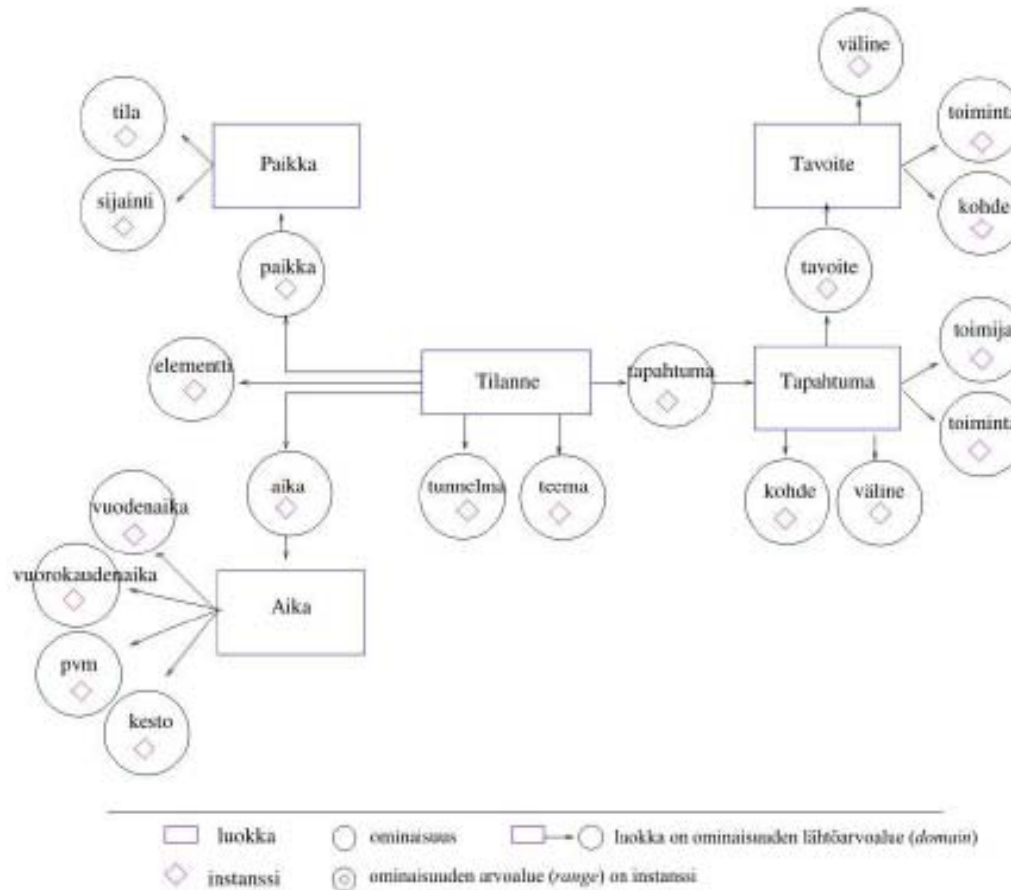 väline
tila
toiminta
Paikka
Tavoite
sijainti
kohde
paikka
tavoite
toimija
elementti
Tilanne
tapahtuma
Tapahtuma
toiminta
aika
tunnelma
teema
kohde
väline
vuodenaika
vuorokaudenaika
Aika
pvm
kesto
luokka
ominaisuus
luokka on ominaisuuden lähtöarvoalue (domain)
instanssi
ominaisuuden arvoalue (range) on instanssi